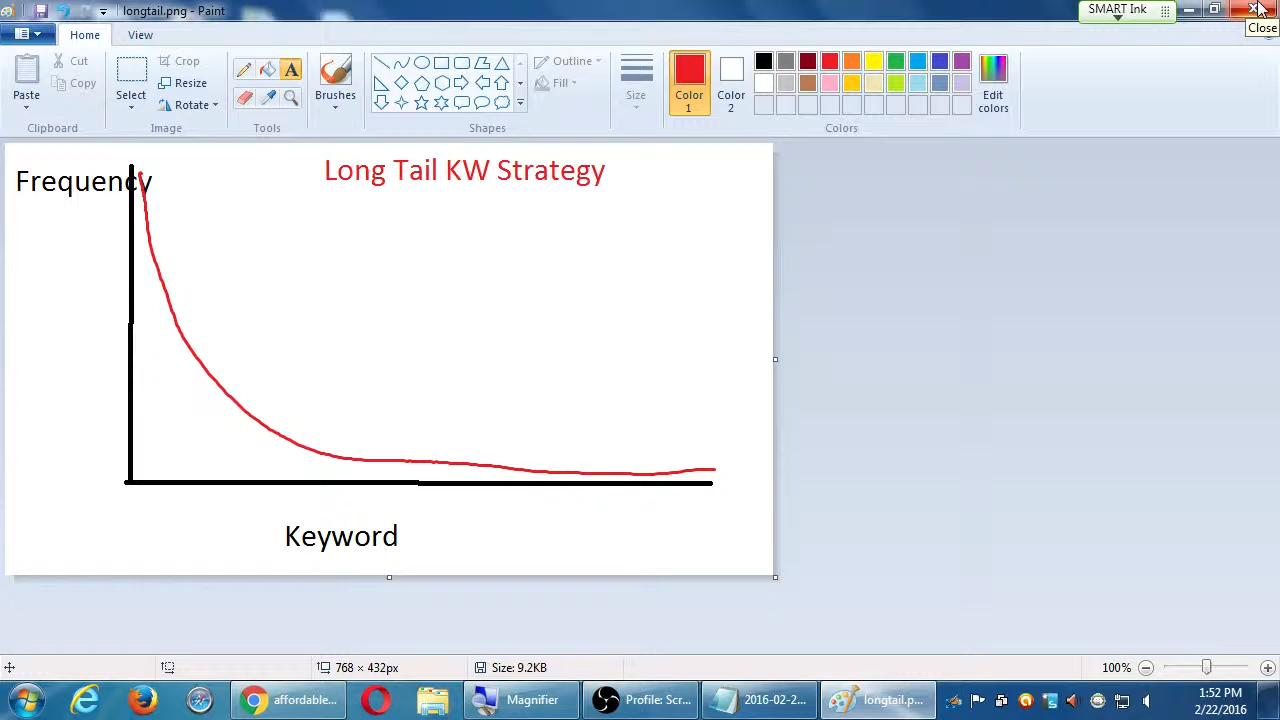 longtail.png - Paint
SMART Ink
Close
Home View
Paste
Cut
Copy
Clipboard
Select
Crop
Resize
Rotate
Image
A
Tools
Brushes
Outline
Fill
Shapes
Size
Color 1
Color 2
Edit colors
Colors
Long Tail KW Strategy
Frequency
Keyword
768 × 432px
Size: 9.2KB
100%
affordable...
Magnifier
Profile: Scr...
2016-02-2...
longtail.p...
1:52 PM
2/22/2016